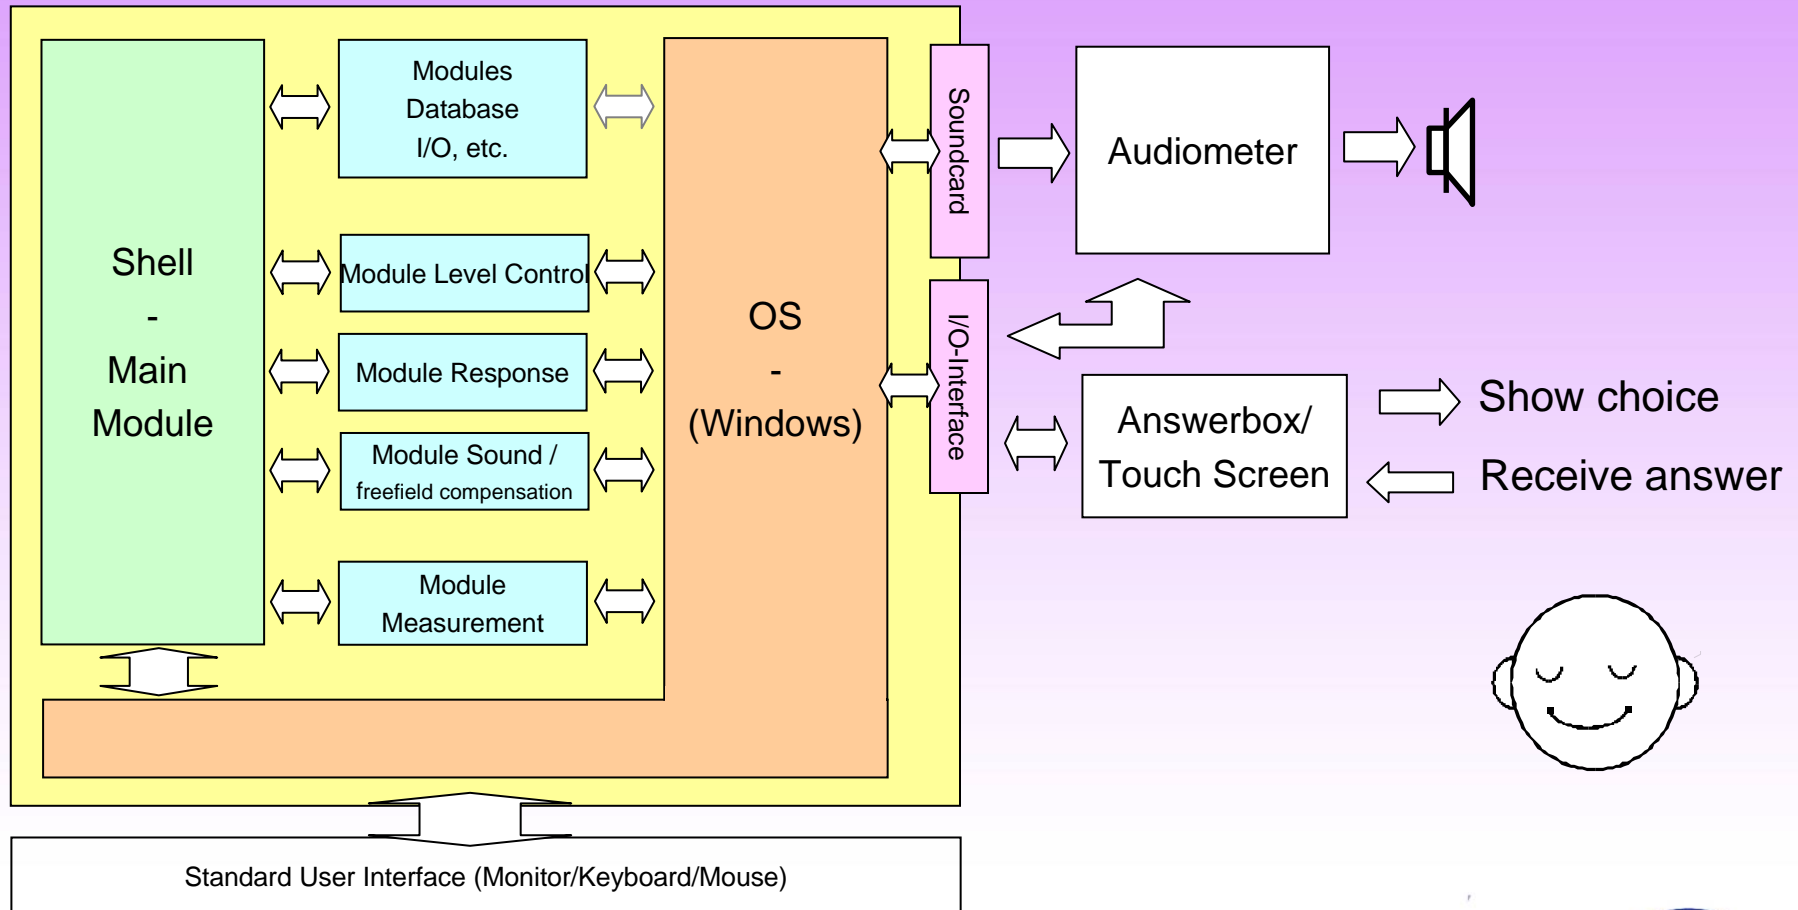 Shell
-
Main
Module
Modules
Database
I/O, etc.
Module Level Control
Module Response
Module Sound /
freefield compensation
Module
Measurement
OS
-
(Windows)
Soundcard
I/O-Interface
Audiometer
Answerbox/
Touch Screen
Show choice
Receive answer
Standard User Interface (Monitor/Keyboard/Mouse)